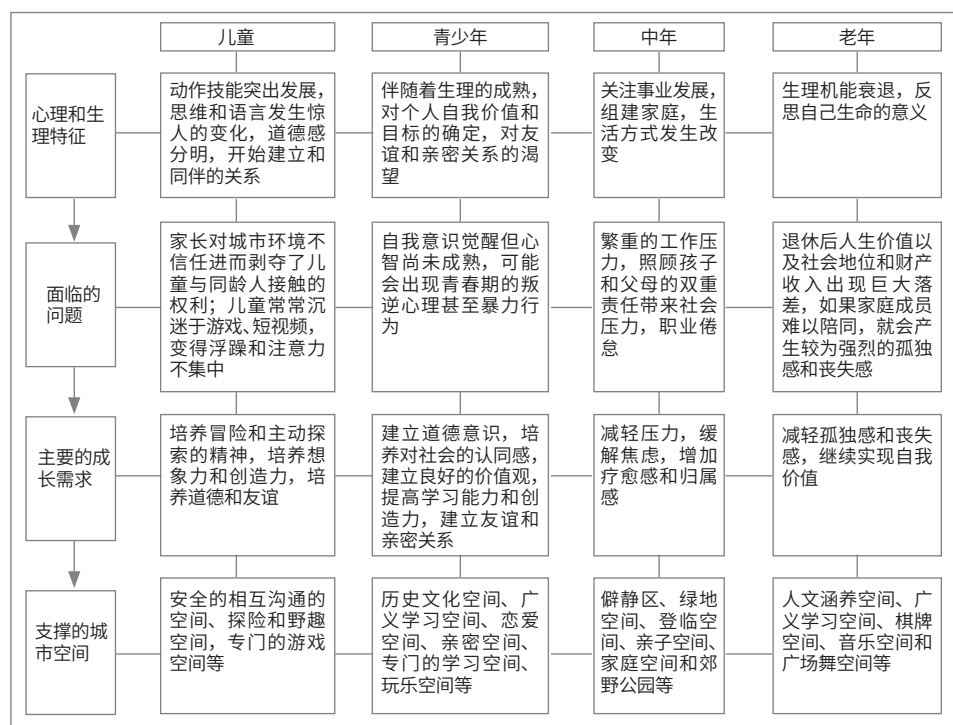 儿童
青少年
中年
老年
心理和生
理特征
动作技能突出发展，
思维和语言发生惊
人的变化，道德感
分明，开始建立和
同伴的关系
伴随着生理的成熟，
对个人自我价值和
目标的确定，对友
谊和亲密关系的渴
望
关注事业发展，
组建家庭，生
活方式发生改
变
生理机能衰退，反
思自己生命的意义
面临的
问题
家长对城市环境不
信任进而剥夺了儿
童与同龄人接触的
权利；儿童常常沉
迷于游戏、短视频，
变得浮躁和注意力
不集中
自我意识觉醒但心
智尚未成熟，可能
会出现青春期的叛
逆心理甚至暴力行
为
繁重的工作压
力，照顾孩子
和父母的双重
责任带来社会
压力，职业倦
怠
退休后人生价值以
及社会地位和财产
收入出现巨大落
差，如果家庭成员
难以陪同，就会产
生较为强烈的孤独
感和丧失感
主要的成
长需求
培养冒险和主动探
索的精神，培养想
象力和创造力，培
养道德和友谊
建立道德意识，培
养对社会的认同感，
建立良好的价值观，
提高学习能力和创
造力，建立友谊和
亲密关系
减轻压力，缓
解焦虑，增加
疗愈感和归属
感
减轻孤独感和丧失
感，继续实现自我
价值
支撑的城
市空间
安全的相互沟通的
空间、探险和野趣
空间，专门的游戏
空间等
历史文化空间、广
义学习空间、恋爱
空间、亲密空间、
专门的学习空间、
玩乐空间等
僻静区、绿地
空间、登临空
间、亲子空间、
家庭空间和郊
野公园等
人文涵养空间、广
义学习空间、棋牌
空间、音乐空间和
广场舞空间等